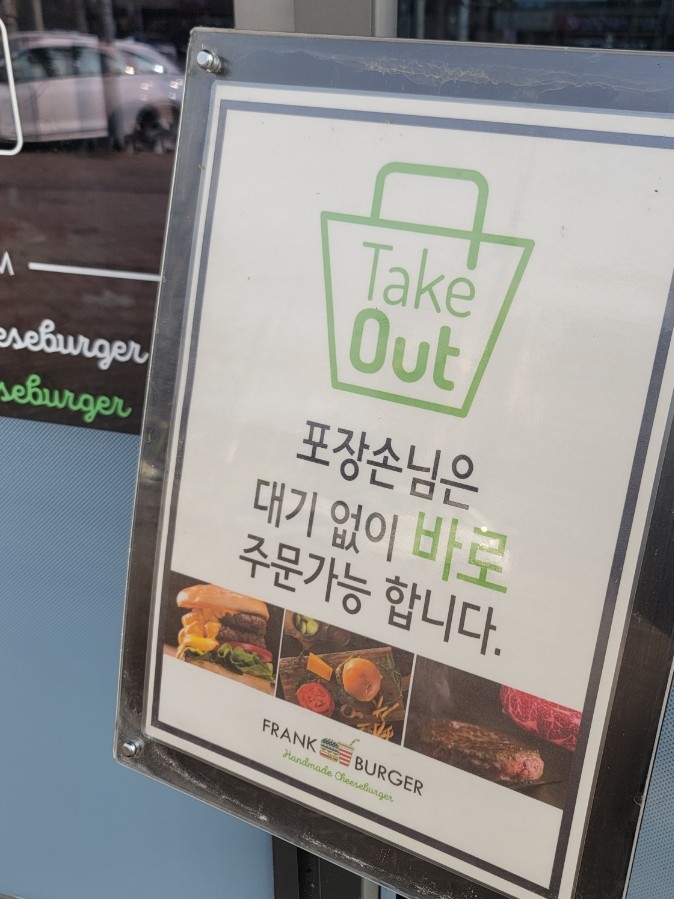 Take
Out
포장손님은
대기 없이 바로
주문가능 합니다.
FRANK BURGER
Handmade Cheeseburger
eseburger
seburger